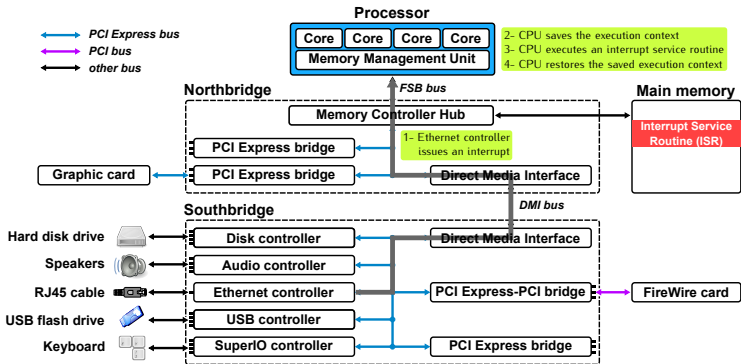 Processor
PCI Express bus
PCI bus
other bus
Core Core Core Core
Memory Management Unit
2- CPU saves the execution context
3- CPU executes an interrupt service routine
4- CPU restores the saved execution context
FSB bus
Northbridge
Main memory
Memory Controller Hub
1- Ethernet controller
issues an interrupt
Interrupt Service
Routine (ISR)
PCI Express bridge
Graphic card
PCI Express bridge
Direct Media Interface
DMI bus
Southbridge
Hard disk drive
Disk controller
Direct Media Interface
Speakers
Audio controller
RJ45 cable
Ethernet controller
PCI Express-PCI bridge
FireWire card
USB flash drive
USB controller
Keyboard
SuperIO controller
PCI Express bridge